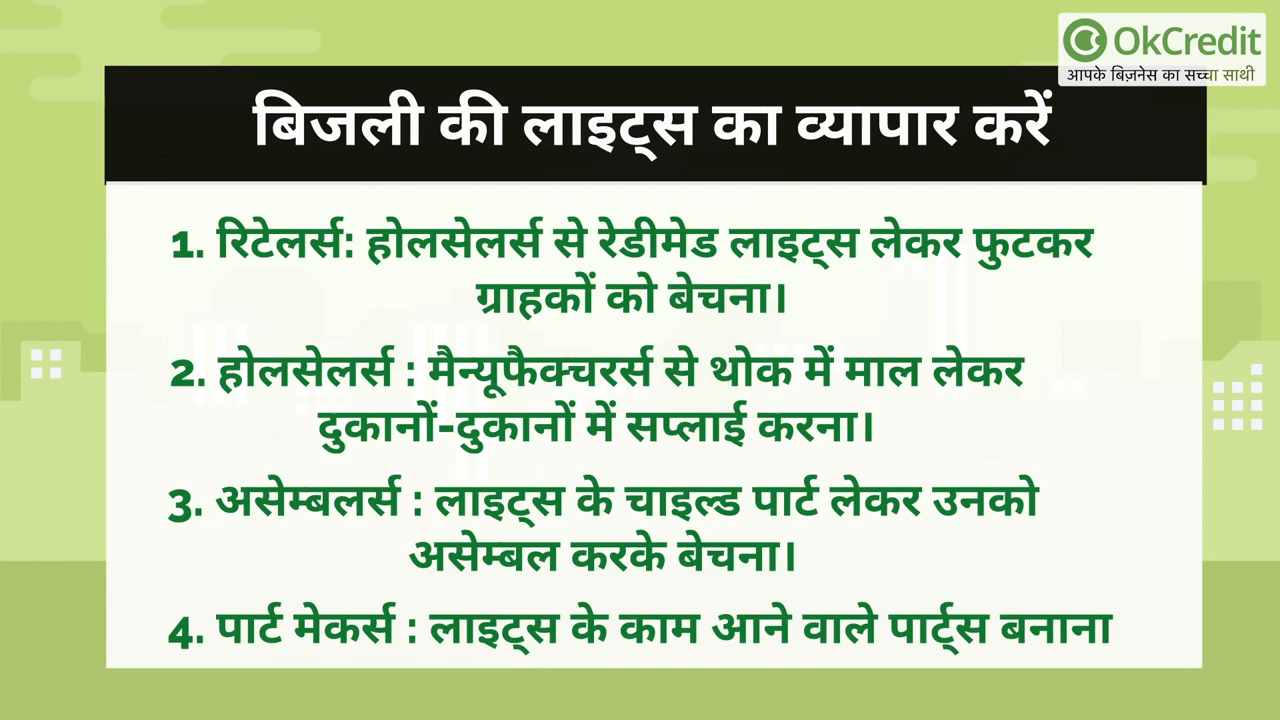 OkCredit
आपके बिज़नेस का सच्चा साथी
बिजली की लाइट्स का व्यापार करें
1. रिटेलर्स: होलसेलर्स से रेडीमेड लाइट्स लेकर फुटकर
ग्राहकों को बेचना।
2. होलसेलर्स : मैन्यूफैक्चरर्स से थोक में माल लेकर
दुकानों-दुकानों में सप्लाई करना।
3. असेम्बलर्स : लाइट्स के चाइल्ड पार्ट लेकर उनको
असेम्बल करके बेचना।
4. पार्ट मेकर्स : लाइट्स के काम आने वाले पार्ट्स बनाना